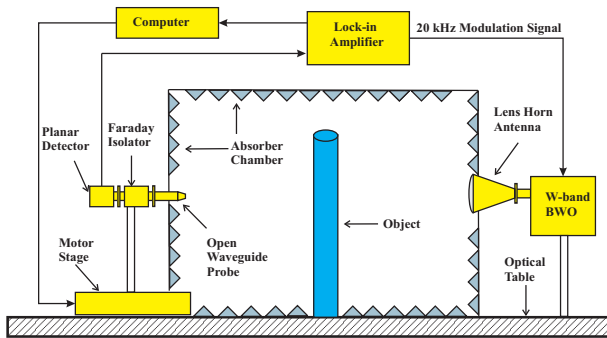 Computer
Lock-in
Amplifier
20 kHz Modulation Signal
Planar
Detector
Faraday
Isolator
Absorber
Chamber
Lens Horn
Antenna
W-band
BWO
Object
Open
Waveguide
Probe
Motor
Stage
Optical
Table